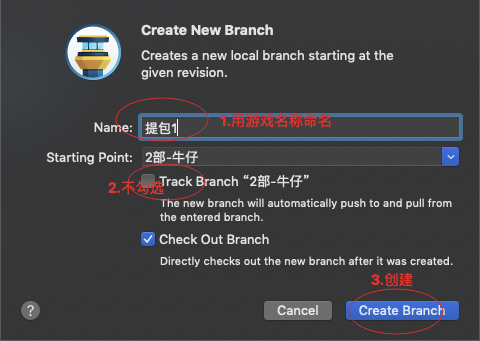 Create New Branch
Creates a new local branch starting at the
given revision.
Name: 提包1 1.用游戏名称命名
Starting Point: 2部-牛仔
2.不勾选 Track Branch “2部-牛仔”
The new branch will automatically push to and pull from
the entered branch.
Check Out Branch
Directly checks out the new branch after it was created.
3.创建
? Cancel Create Branch